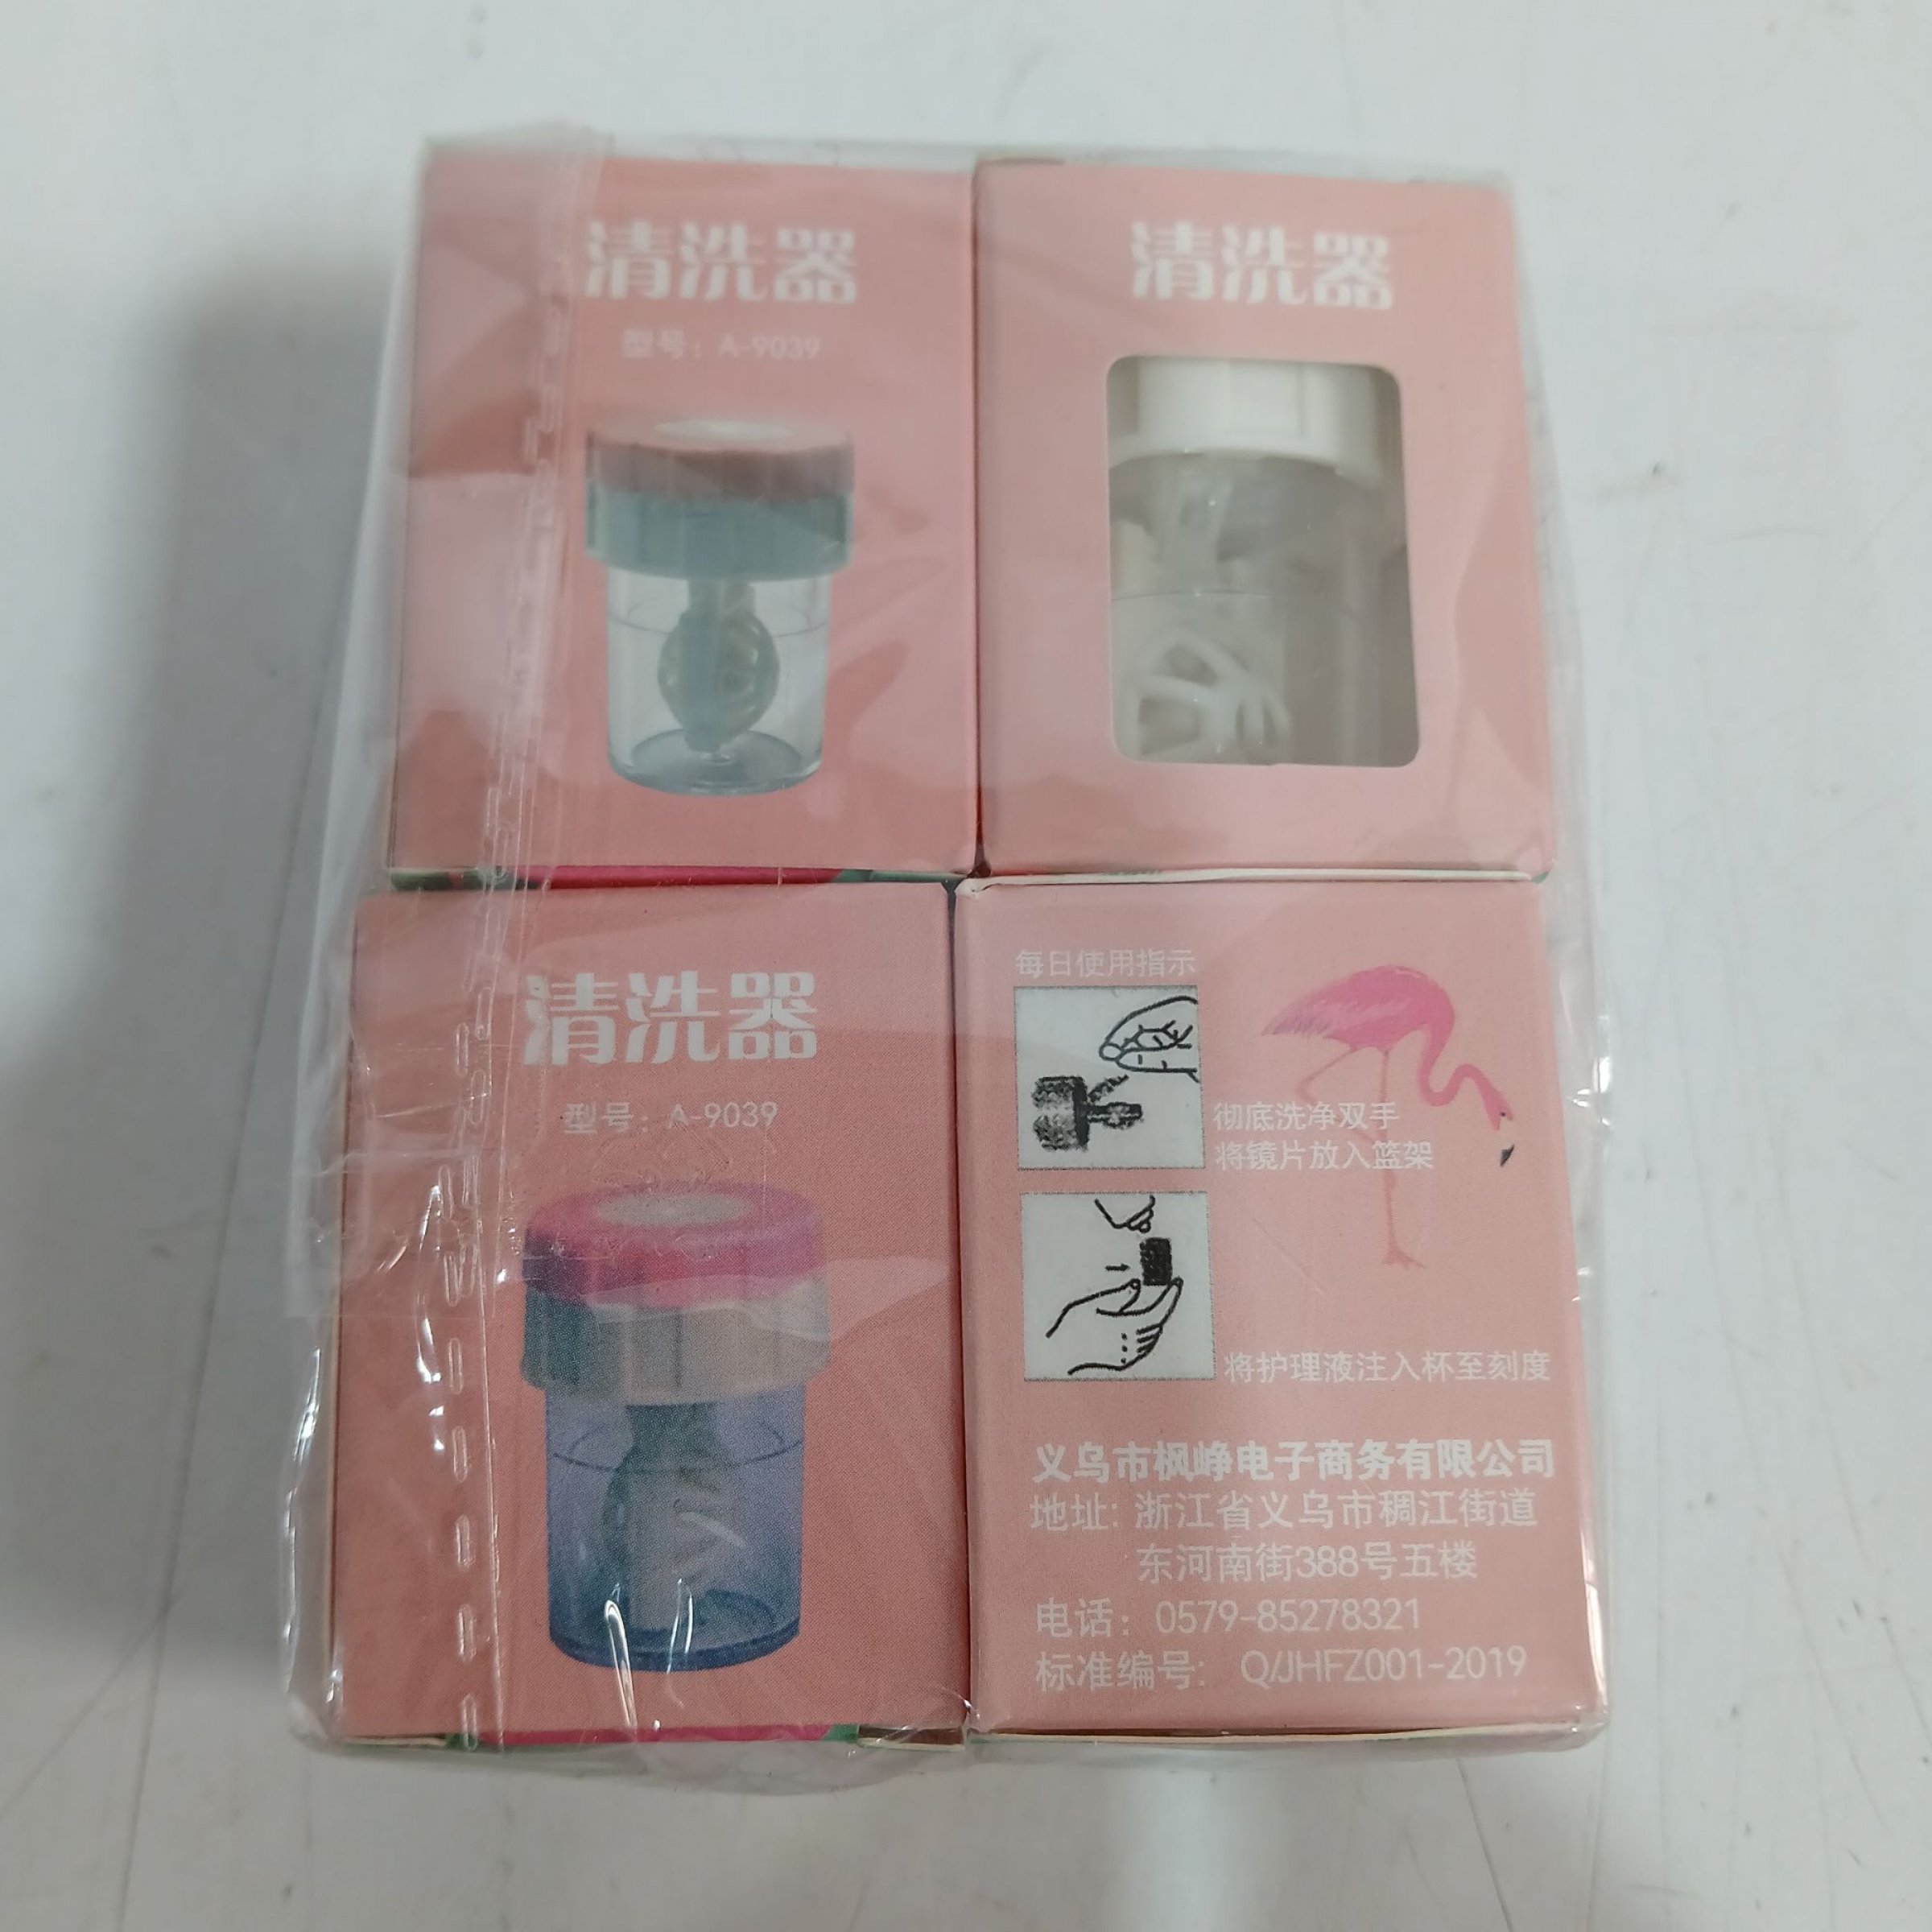 清洗器
型号：A-9039
清洗器
清洗器
型号：A-9039
每日使用指示
彻底洗净双手
将镜片放入篮架
将护理液注入杯至刻度
义乌市枫峥电子商务有限公司
地址：浙江省义乌市稠江街道
东河南街388号五楼
电话：0579-85278321
标准编号：Q/JHFZ001-2019